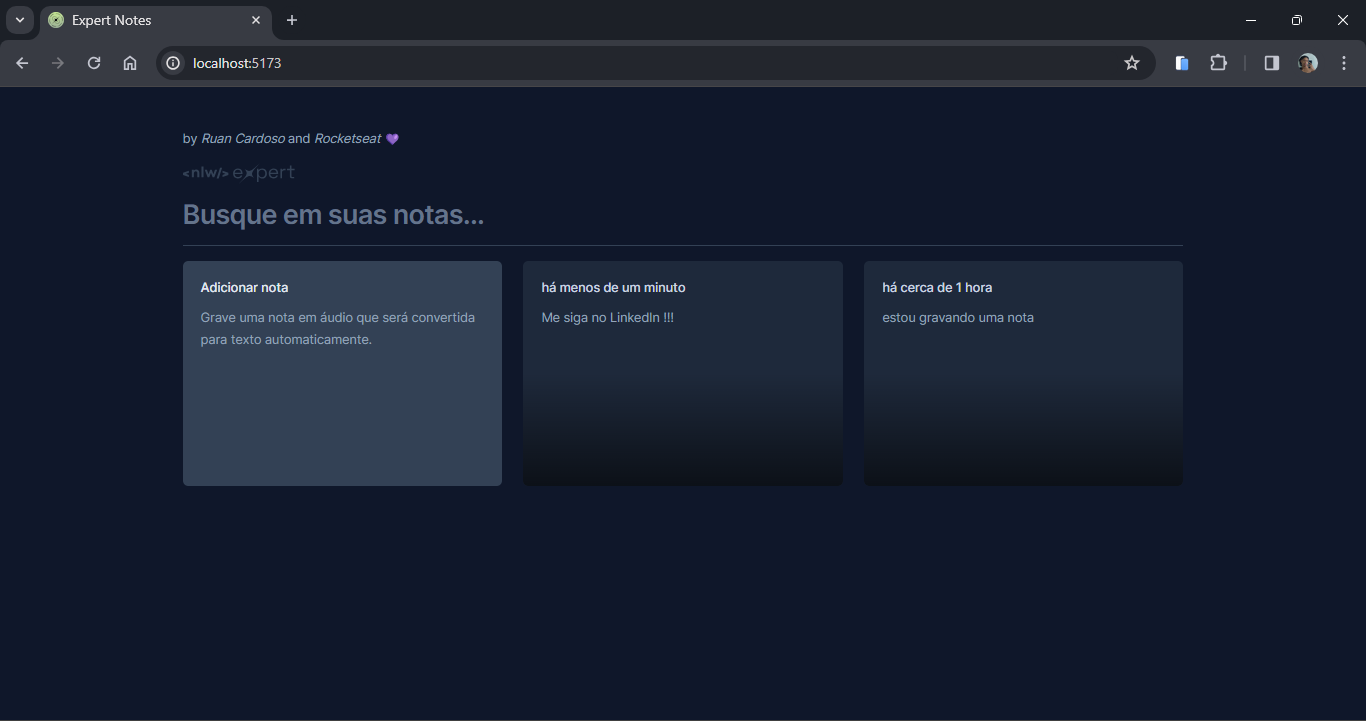 Expert Notes
localhost:5173
by Ruan Cardoso and Rocketseat 💜
<nlw/> expert
Busque em suas notas...
Adicionar nota
Grave uma nota em áudio que será convertida
para texto automaticamente.
há menos de um minuto
Me siga no LinkedIn !!!
há cerca de 1 hora
estou gravando uma nota